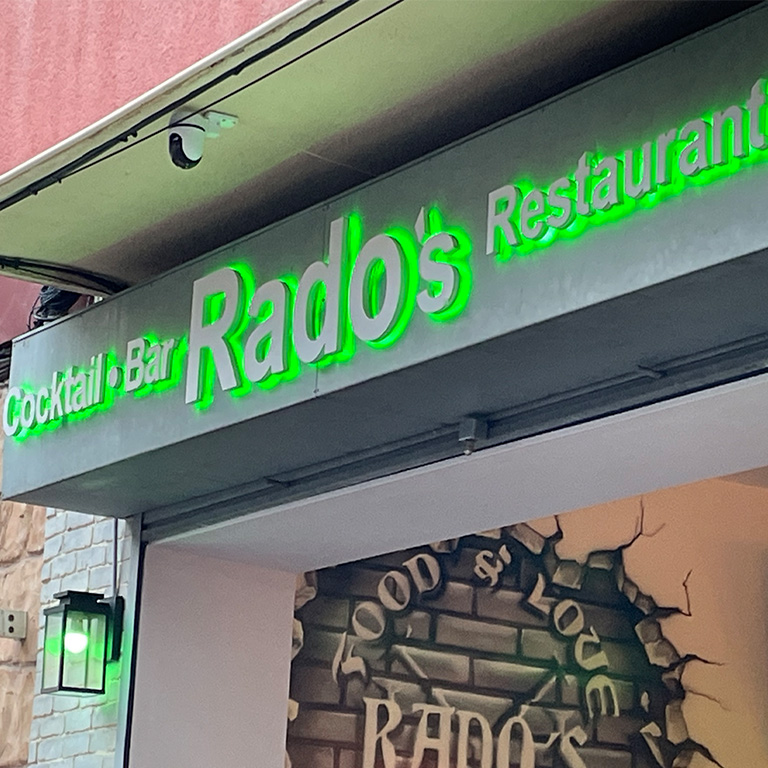 Cocktail • Bar Rado's Restaurant
FOOD & LOVE
RADO'S